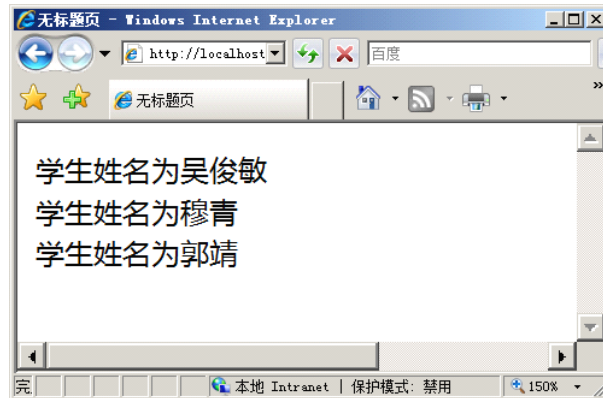 无标题页 - Windows Internet Explorer
http://localhost
百度
无标题页
»
学生姓名为吴俊敏
学生姓名为穆青
学生姓名为郭靖
完
本地 Intranet | 保护模式: 禁用
150%